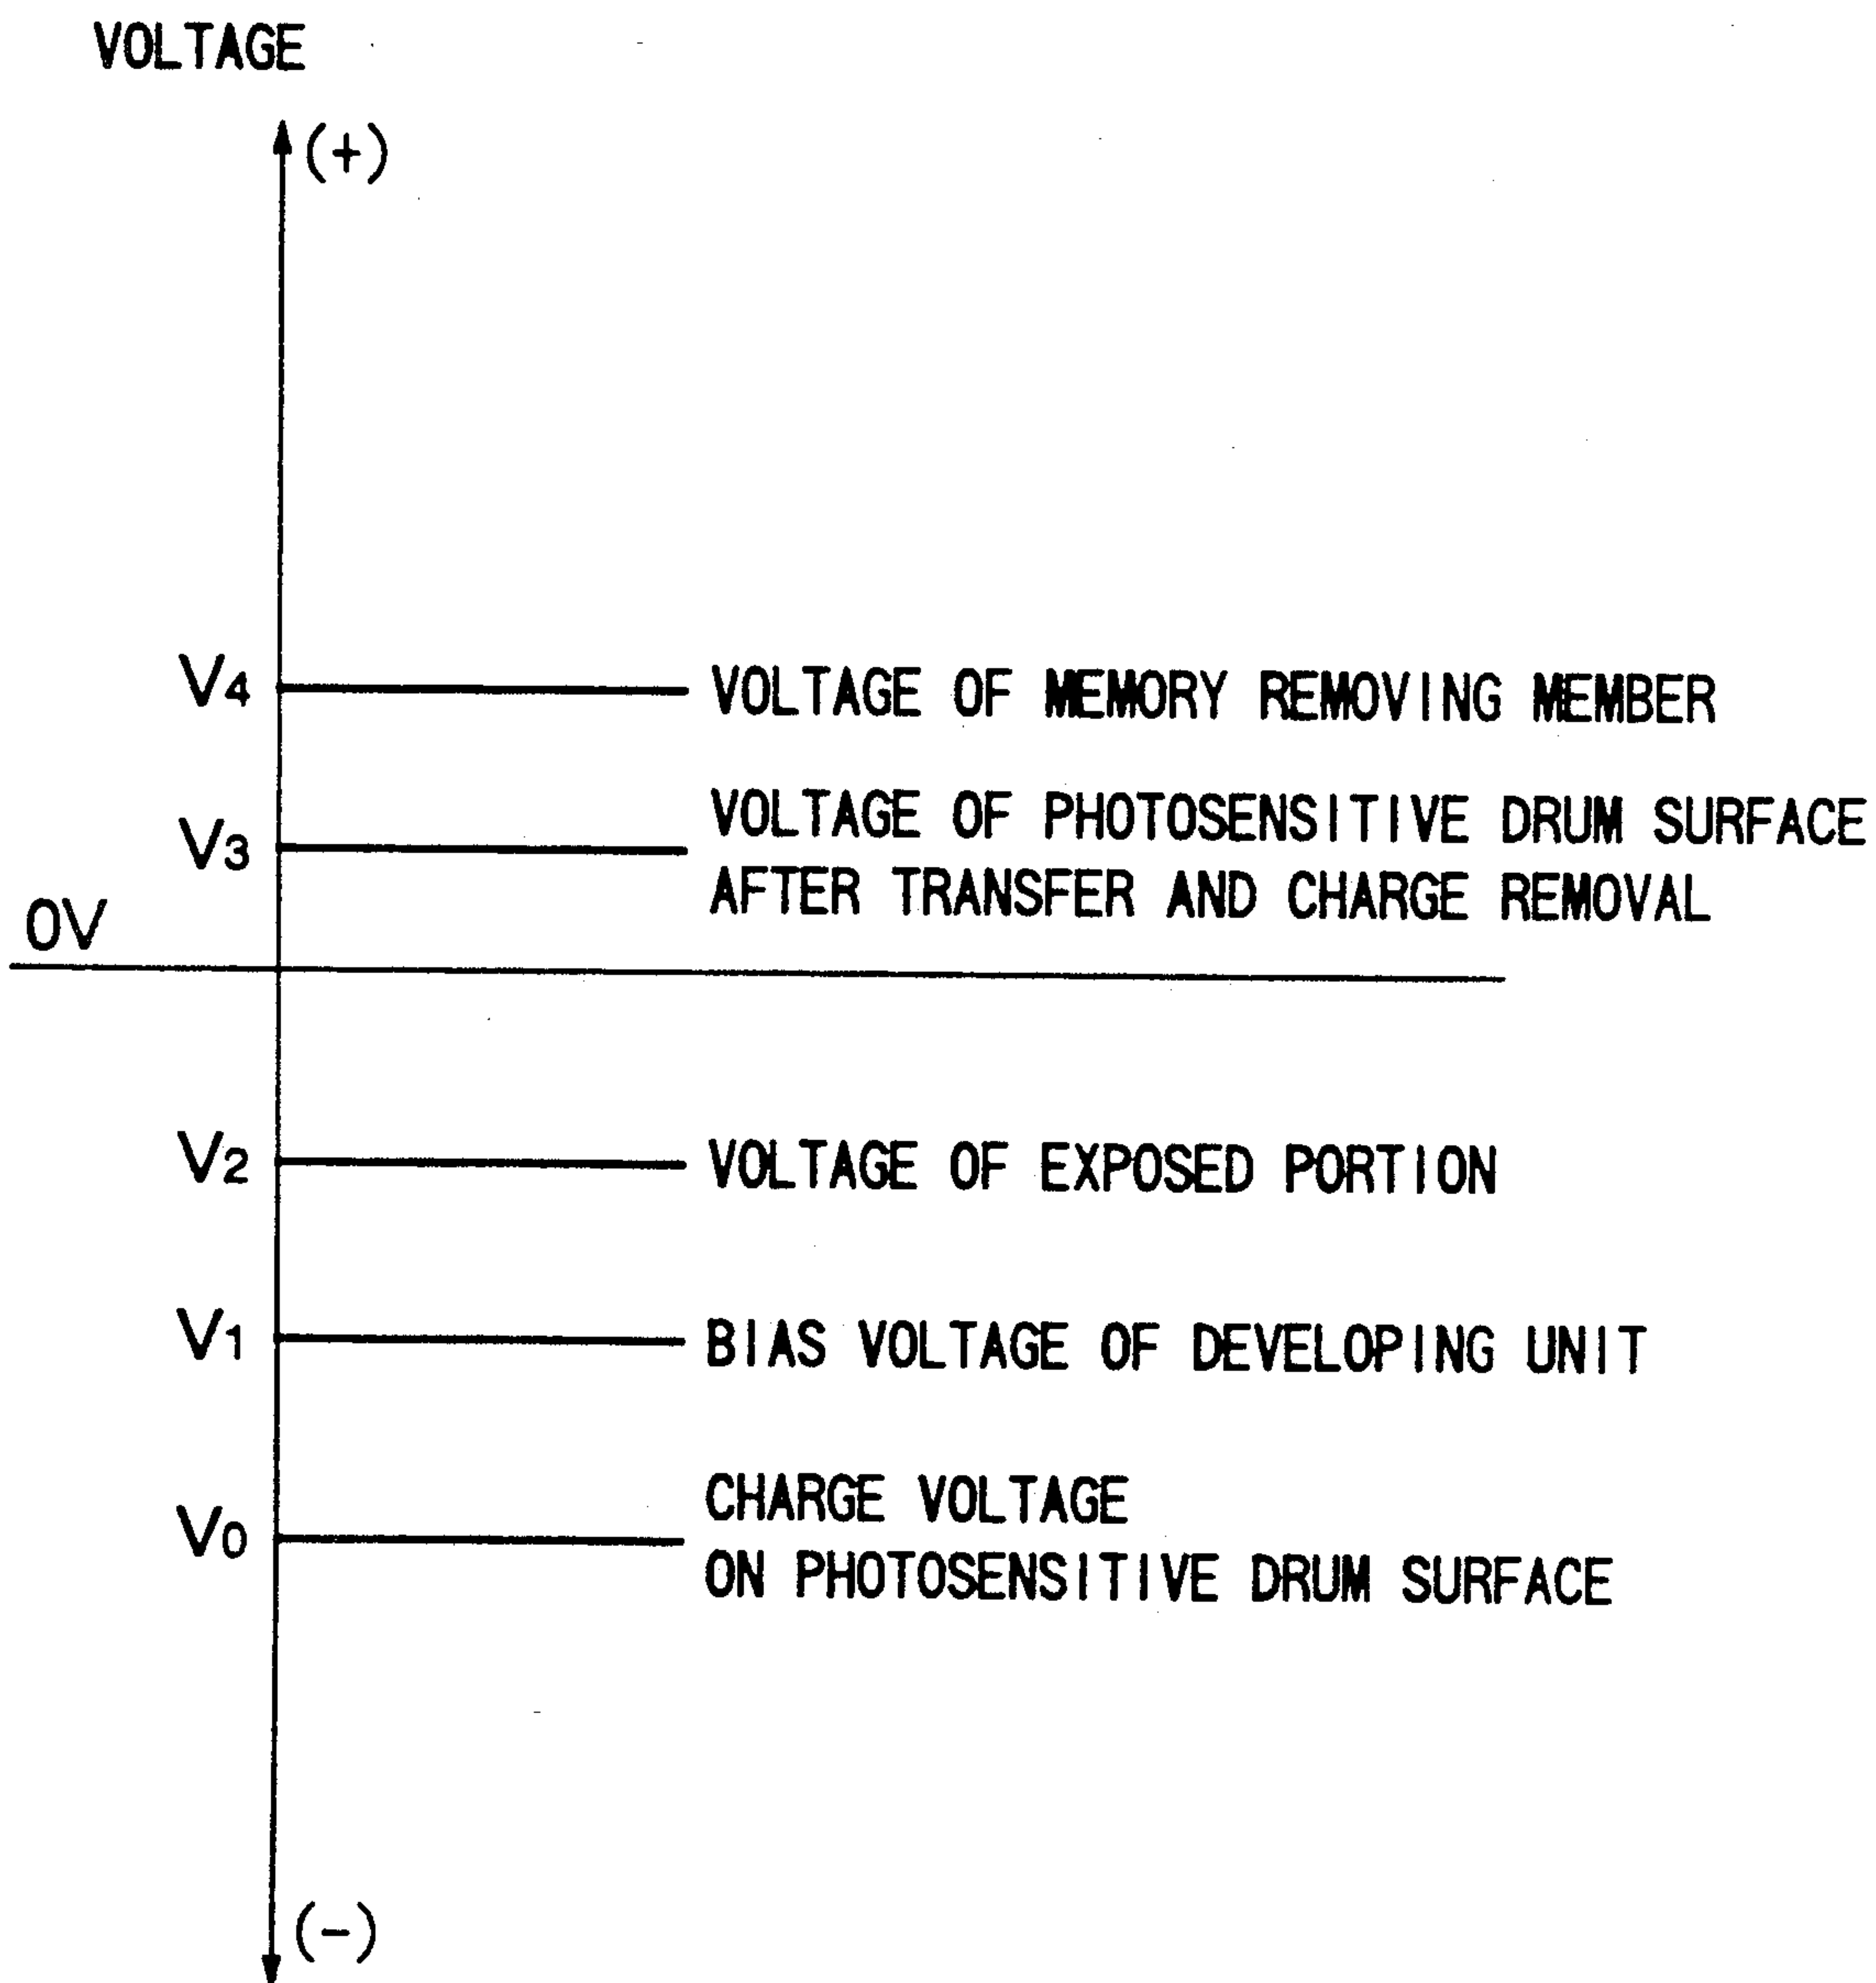 VOLTAGE
(+)
V4 VOLTAGE OF MEMORY REMOVING MEMBER
V3 VOLTAGE OF PHOTOSENSITIVE DRUM SURFACE
AFTER TRANSFER AND CHARGE REMOVAL
0V
V2 VOLTAGE OF EXPOSED PORTION
V1 BIAS VOLTAGE OF DEVELOPING UNIT
V0 CHARGE VOLTAGE
ON PHOTOSENSITIVE DRUM SURFACE
(-)